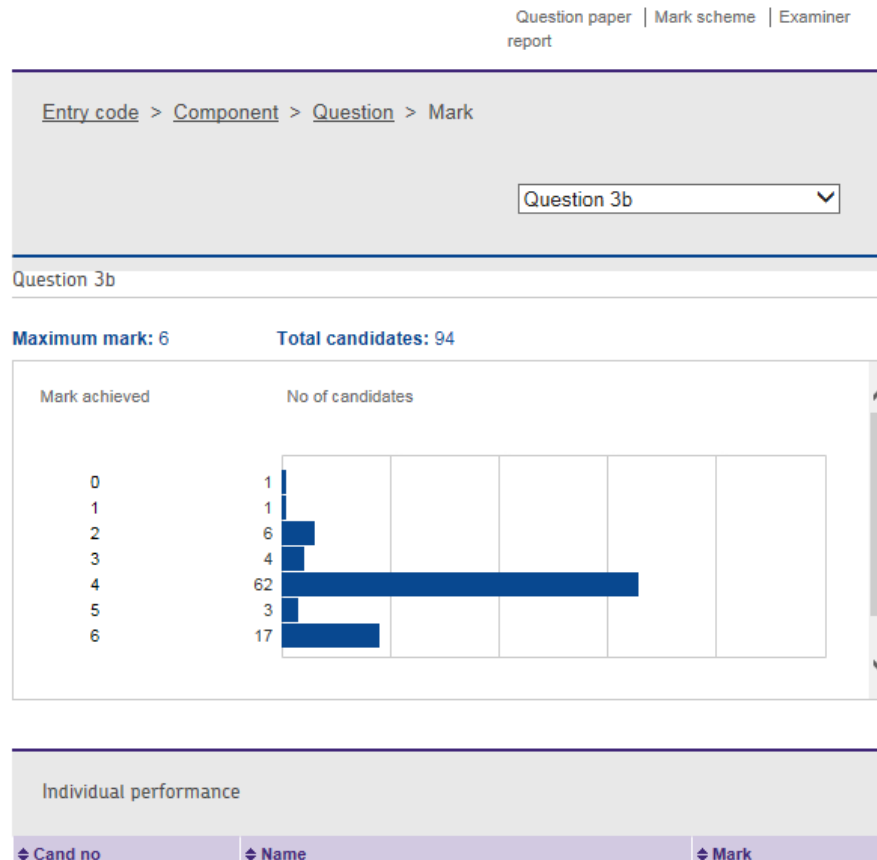 Question paper | Mark scheme | Examiner
report
Entry code > Component > Question > Mark
Question 3b
Question 3b
Maximum mark: 6 Total candidates: 94
Mark achieved No of candidates
0 1
1 1
2 6
3 4
4 62
5 3
6 17
Individual performance
Cand no Name Mark